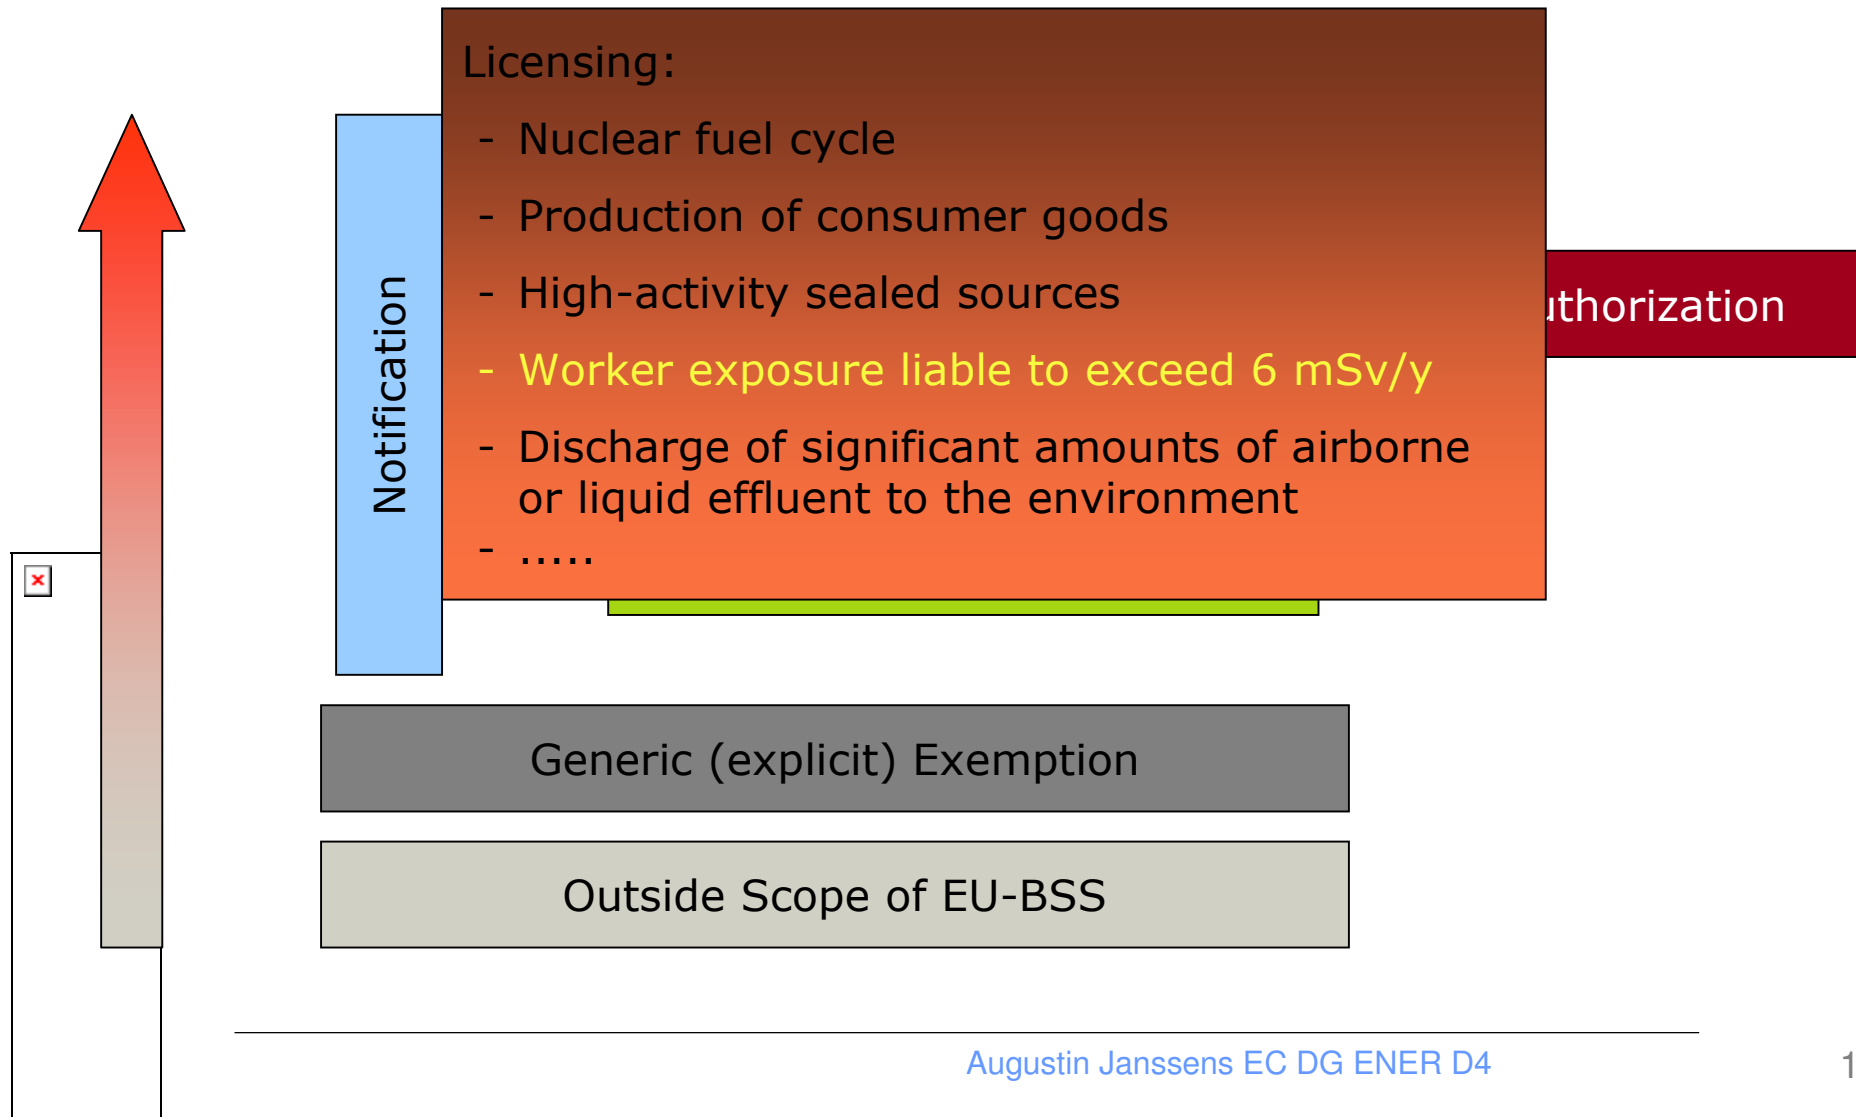 Licensing:
- Nuclear fuel cycle
- Production of consumer goods
- High-activity sealed sources
- Worker exposure liable to exceed 6 mSv/y
- Discharge of significant amounts of airborne
or liquid effluent to the environment
- .....
Notification
uthorization
Generic (explicit) Exemption
Outside Scope of EU-BSS
Augustin Janssens EC DG ENER D4
1